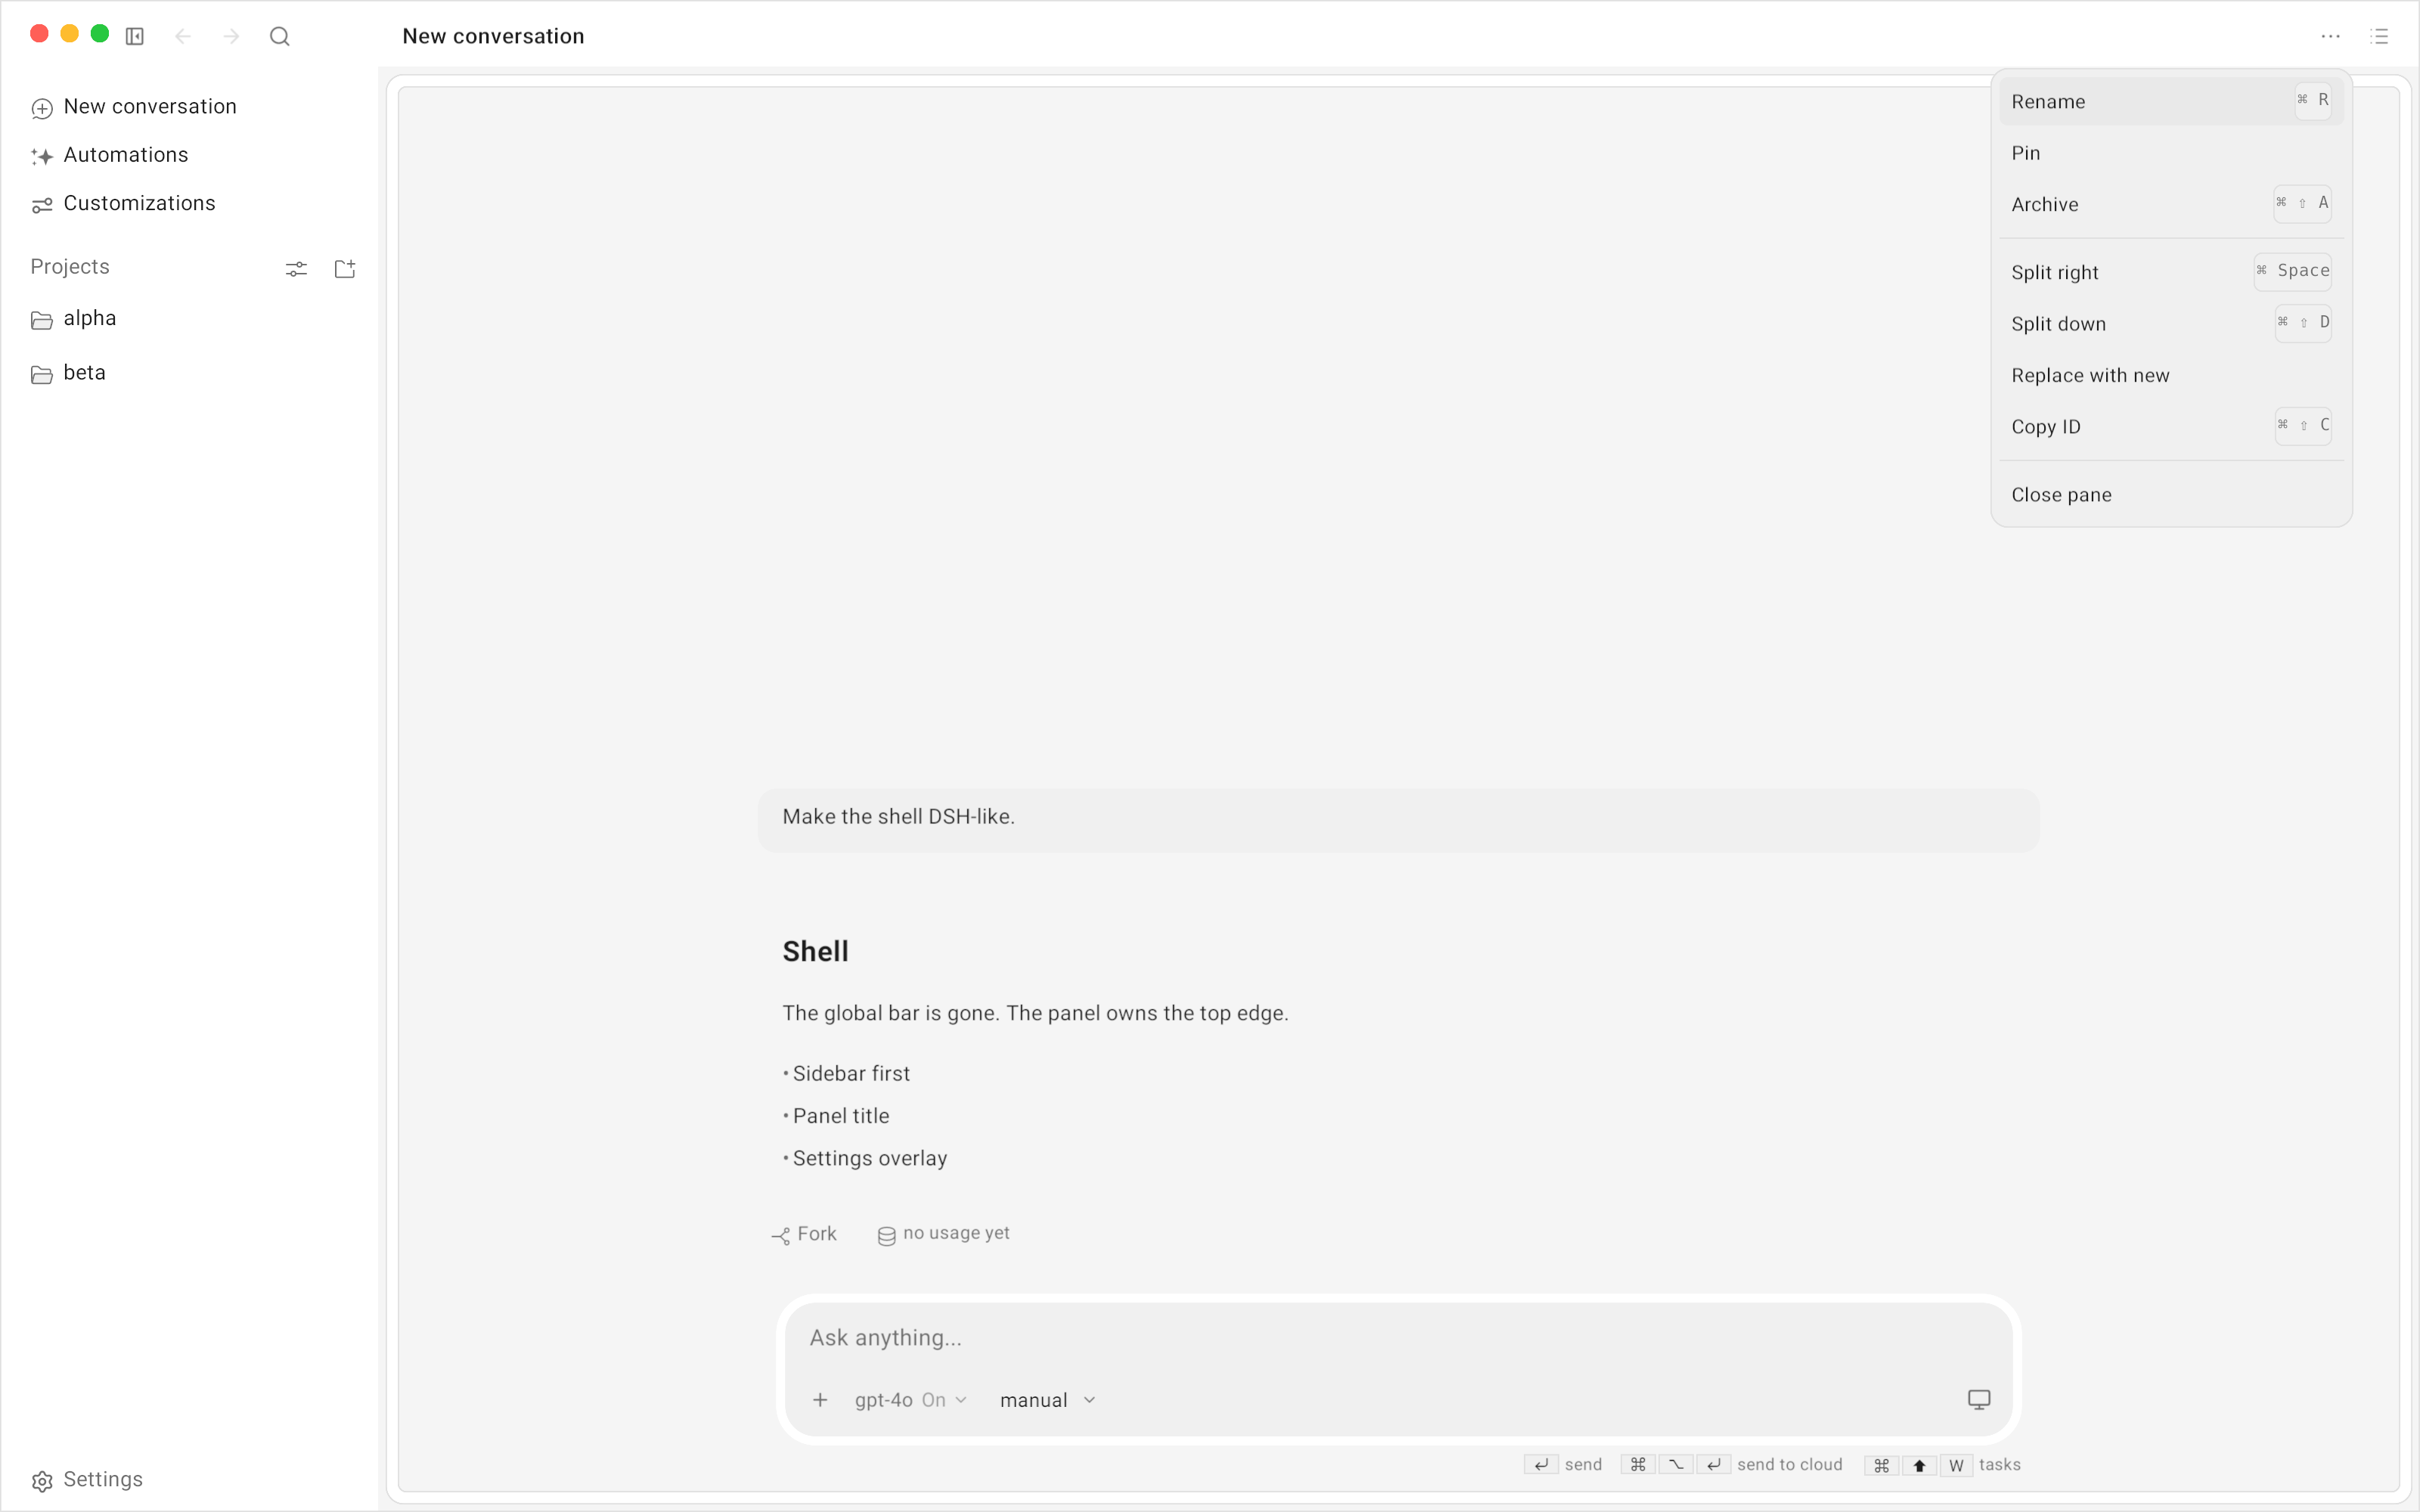 New conversation
New conversation
Automations
Customizations
Projects
alpha
beta
Settings
Rename ⌘ R
Pin
Archive ⌘ ⇧ A
Split right ⌘ Space
Split down ⌘ ⇧ D
Replace with new
Copy ID ⌘ ⇧ C
Close pane
Make the shell DSH-like.
Shell
The global bar is gone. The panel owns the top edge.
• Sidebar first
• Panel title
• Settings overlay
Fork no usage yet
Ask anything...
gpt-4o On manual
↵ send ⌘ ⌥ ↵ send to cloud ⌘ ⬆ W tasks